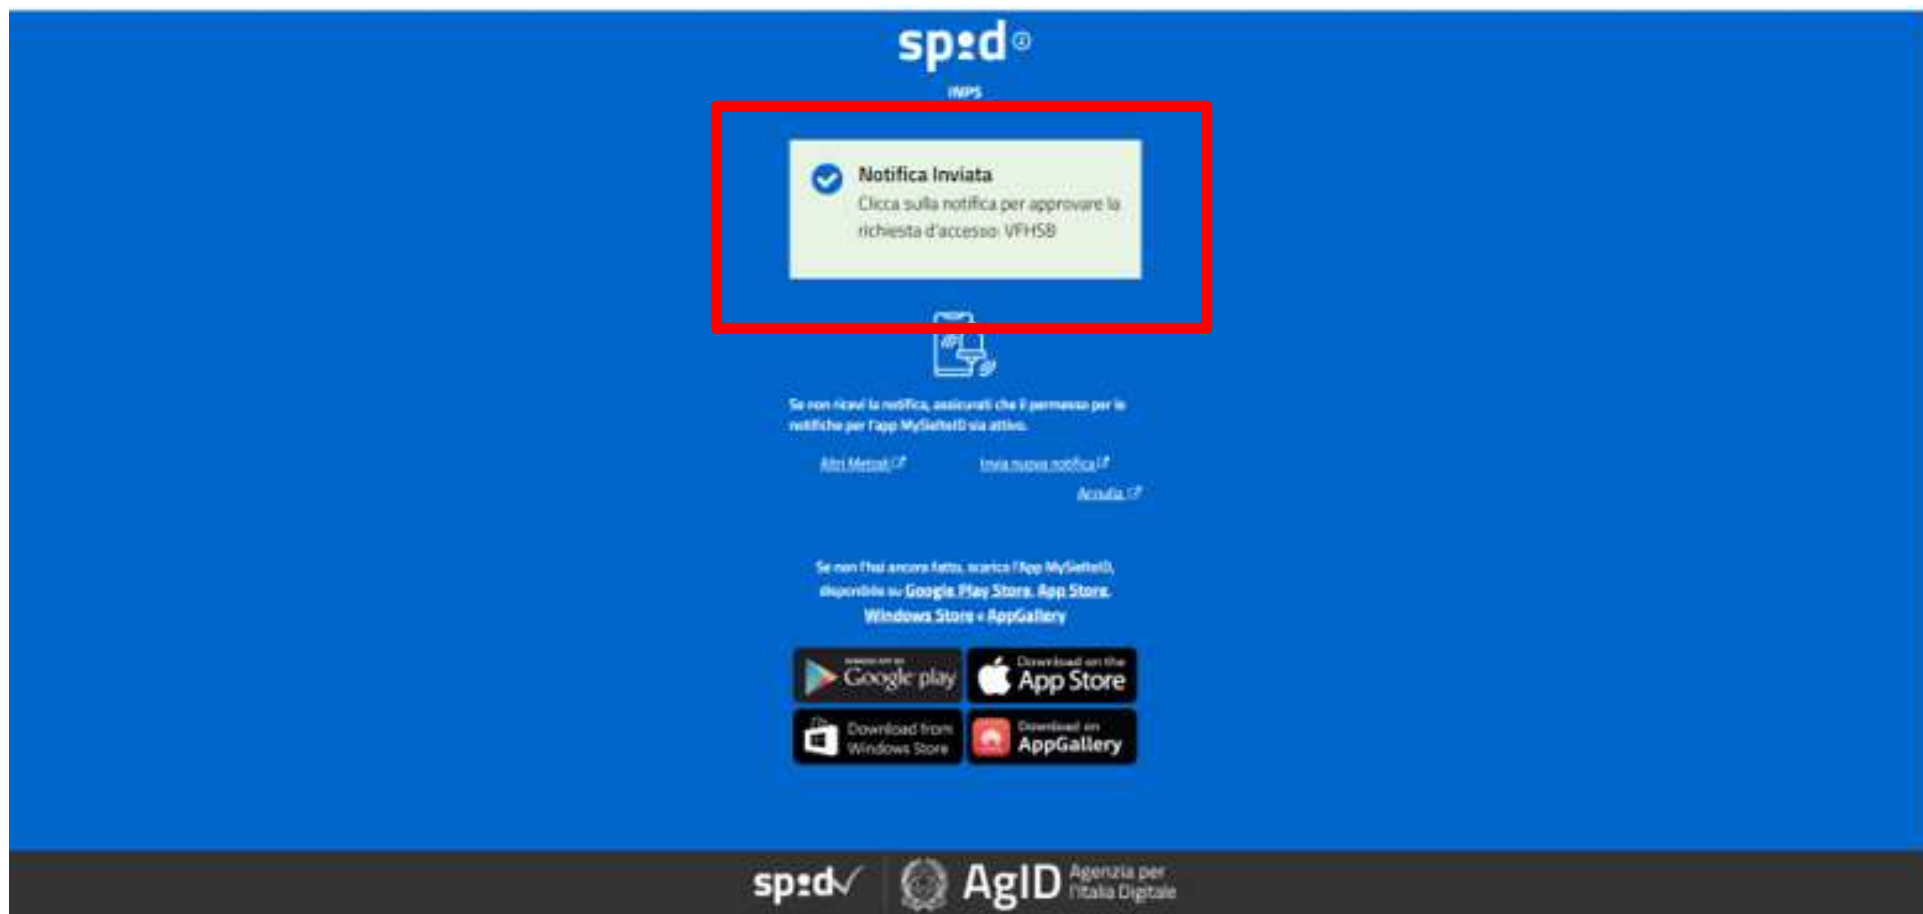 spid
INPS
Notifica Inviata
Clicca sulla notifica per approvare la
richiesta d'accesso: VFHSB
Se non ricevi la notifica, assicurati che il permesso per le
notifiche per l'app MySielteID sia attivo.
Altri Metodi Invia nuova notifica
Annulla
Se non l'hai ancora fatto, scarica l'App MySielteID,
disponibile su Google Play Store, App Store,
Windows Store e AppGallery
Google play
Download on the
App Store
Download from
Windows Store
Download on
AppGallery
spid AgID Agenzia per
l'Italia Digitale